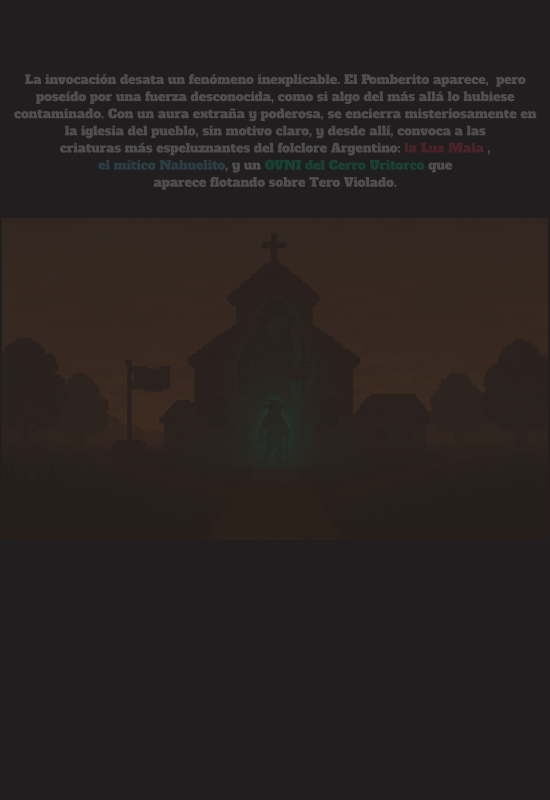 La invocación desata un fenómeno inexplicable. El Pomberito aparece, pero
poseído por una fuerza desconocida, como si algo del más allá lo hubiese
contaminado. Con un aura extraña y poderosa, se encierra misteriosamente en
la iglesia del pueblo, sin motivo claro, y desde allí, convoca a las
criaturas más espeluznantes del folclore Argentino: la Luz Mala ,
el mítico Nahuelito, y un OVNI del Cerro Uritorco que
aparece flotando sobre Tero Violado.